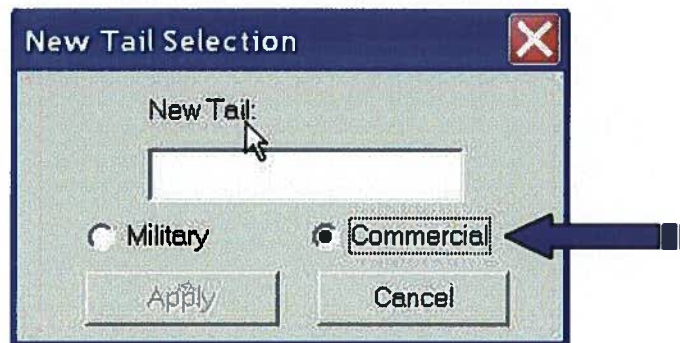 New Tail Selection
New Tail:
Military Commercial
Apply Cancel